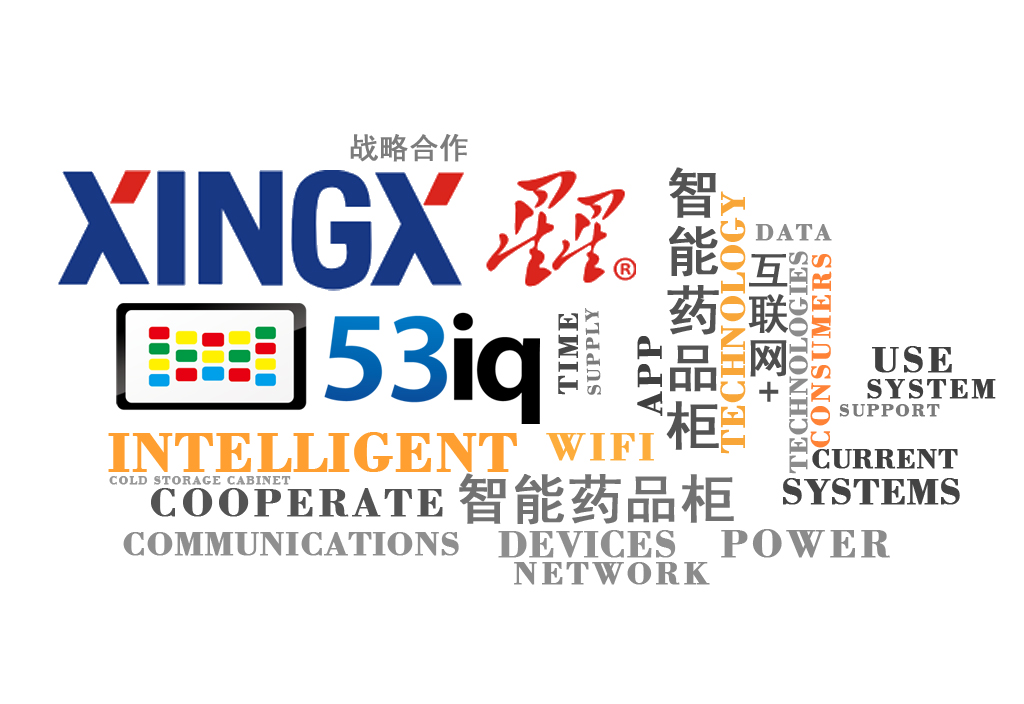 战略合作
XINGX 星星®
53iq
TIME
SUPPLY
APP
智能药品柜
TECHNOLOGY
DATA
互联网+
TECHNOLOGIES
CONSUMERS
USE
SYSTEM
SUPPORT
CURRENT
SYSTEMS
INTELLIGENT
WIFI
COLD STORAGE CABINET
COOPERATE
智能药品柜
COMMUNICATIONS
DEVICES
POWER
NETWORK